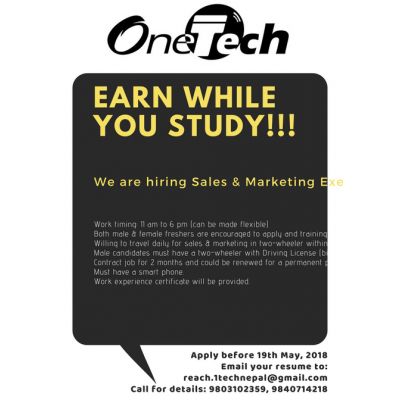 OneTech
EARN WHILE
YOU STUDY!!!
We are hiring Sales & Marketing Exe
Work timing: 11 am to 6 pm (can be made flexible)
Both male & female freshers are encouraged to apply and training
Willing to travel daily for sales & marketing in two-wheeler within
Male candidates must have a two-wheeler with Driving License
Contract job for 2 months and could be renewed for a permanent
Must have a smart phone.
Work experience certificate will be provided.
Apply before 19th May, 2018
Email your resume to:
reach.1technepal@gmail.com
Call for details: 9803102359, 9840714218